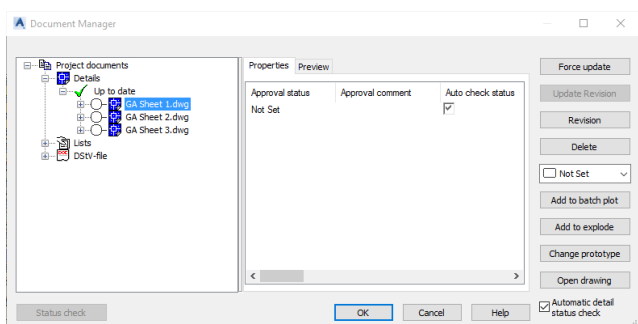 Document Manager
Project documents
Details
Up to date
GA Sheet 1.dwg
GA Sheet 2.dwg
GA Sheet 3.dwg
Lists
DStV-file
Properties Preview
Approval status Approval comment Auto check status
Not Set
Force update
Update Revision
Revision
Delete
Not Set
Add to batch plot
Add to explode
Change prototype
Open drawing
Automatic detail
status check
Status check
OK
Cancel
Help